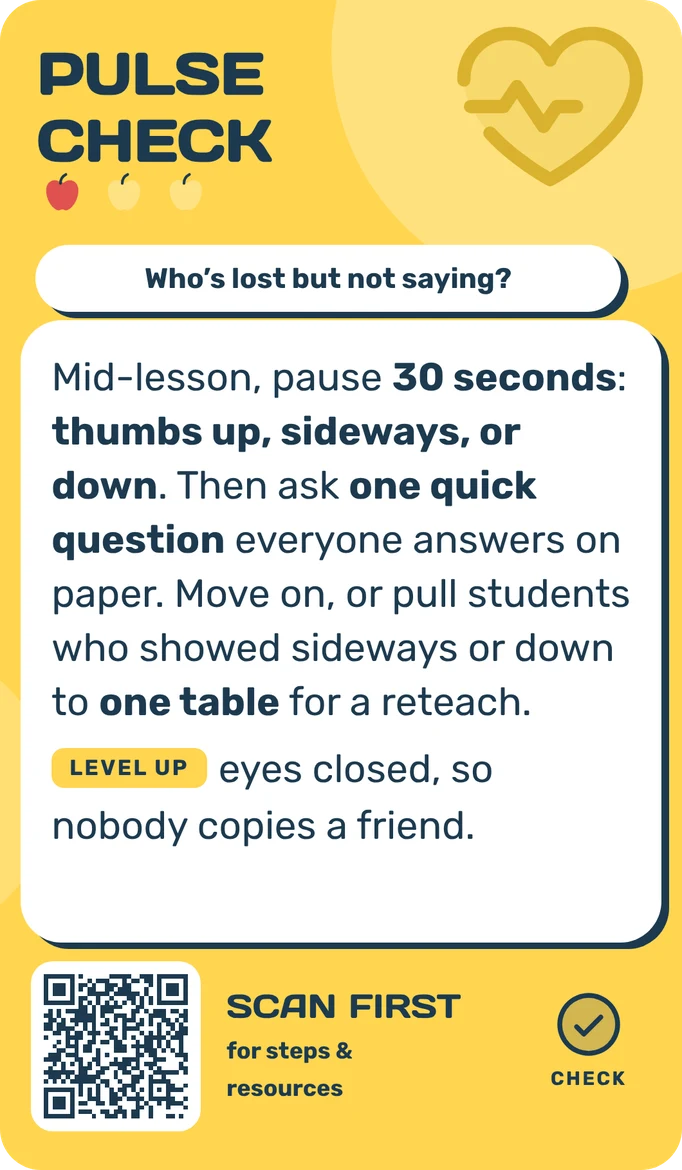 PULSE
CHECK
Who’s lost but not saying?
Mid-lesson, pause 30 seconds:
thumbs up, sideways, or
down. Then ask one quick
question everyone answers on
paper. Move on, or pull students
who showed sideways or down
to one table for a reteach.
LEVEL UP eyes closed, so
nobody copies a friend.
SCAN FIRST
for steps &
resources
CHECK